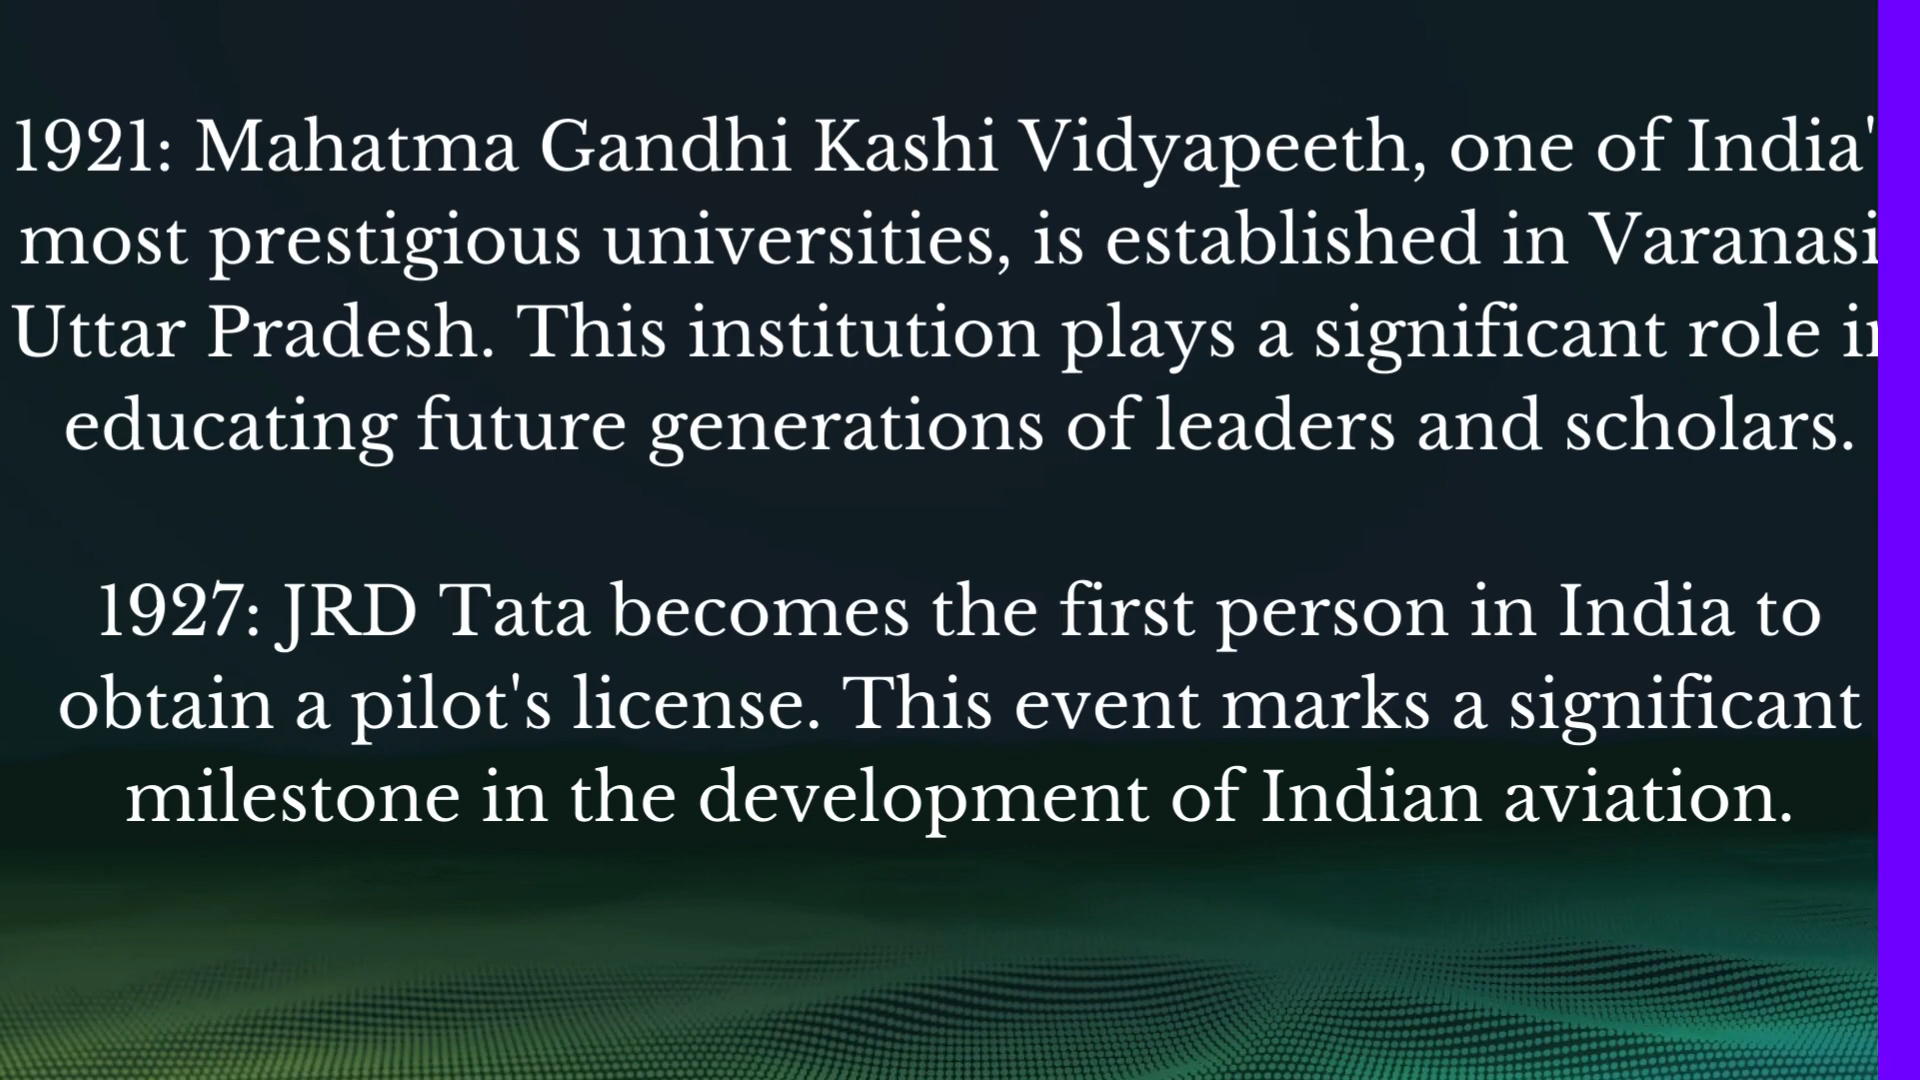 1921: Mahatma Gandhi Kashi Vidyapeeth, one of India'
most prestigious universities, is established in Varanasi
Uttar Pradesh. This institution plays a significant role in
educating future generations of leaders and scholars.
1927: JRD Tata becomes the first person in India to
obtain a pilot's license. This event marks a significant
milestone in the development of Indian aviation.